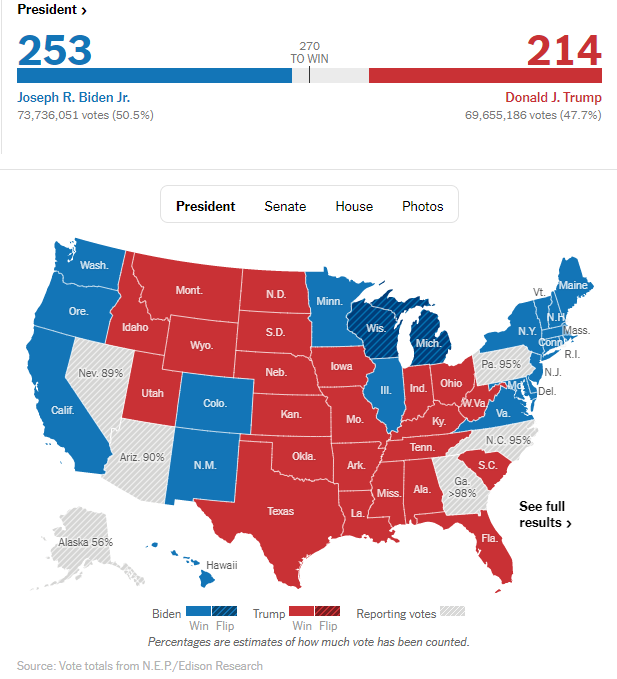 President ›
253
214
270
TO WIN
Joseph R. Biden Jr.
Donald J. Trump
73,736,051 votes (50.5%)
69,655,186 votes (47.7%)
President
Senate
House
Photos
Wash.
Ore.
Idaho
Mont.
N.D.
Minn.
Wis.
Mich.
Vt.
Maine
N.H.
N.Y.
Mass.
Conn.
R.I.
Wyo.
S.D.
Iowa
Nev. 89%
Utah
Colo.
Neb.
Ill.
Ind.
Ohio
Pa. 95%
N.J.
Md.
Del.
Calif.
Kan.
Mo.
Ky.
W.Va.
Va.
Ariz. 90%
N.M.
Okla.
Ark.
Tenn.
N.C. 95%
Texas
La.
Miss.
Ala.
Ga.
>98%
S.C.
Fla.
Alaska 56%
Hawaii
See full
results ›
Biden
Win Flip
Trump
Win Flip
Reporting votes
Percentages are estimates of how much vote has been counted.
Source: Vote totals from N.E.P./Edison Research